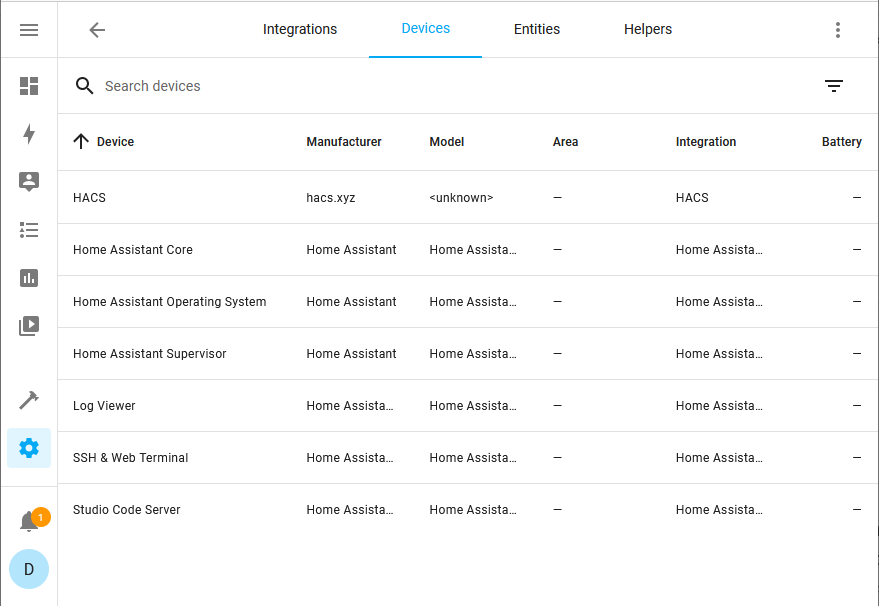 Integrations Devices Entities Helpers
Search devices
Device Manufacturer Model Area Integration Battery
HACS hacs.xyz <unknown> — HACS —
Home Assistant Core Home Assistant Home Assista… — Home Assista… —
Home Assistant Operating System Home Assistant Home Assista… — Home Assista… —
Home Assistant Supervisor Home Assistant Home Assista… — Home Assista… —
Log Viewer Home Assista… Home Assista… — Home Assista… —
SSH & Web Terminal Home Assista… Home Assista… — Home Assista… —
Studio Code Server Home Assista… Home Assista… — Home Assista… —
1
D